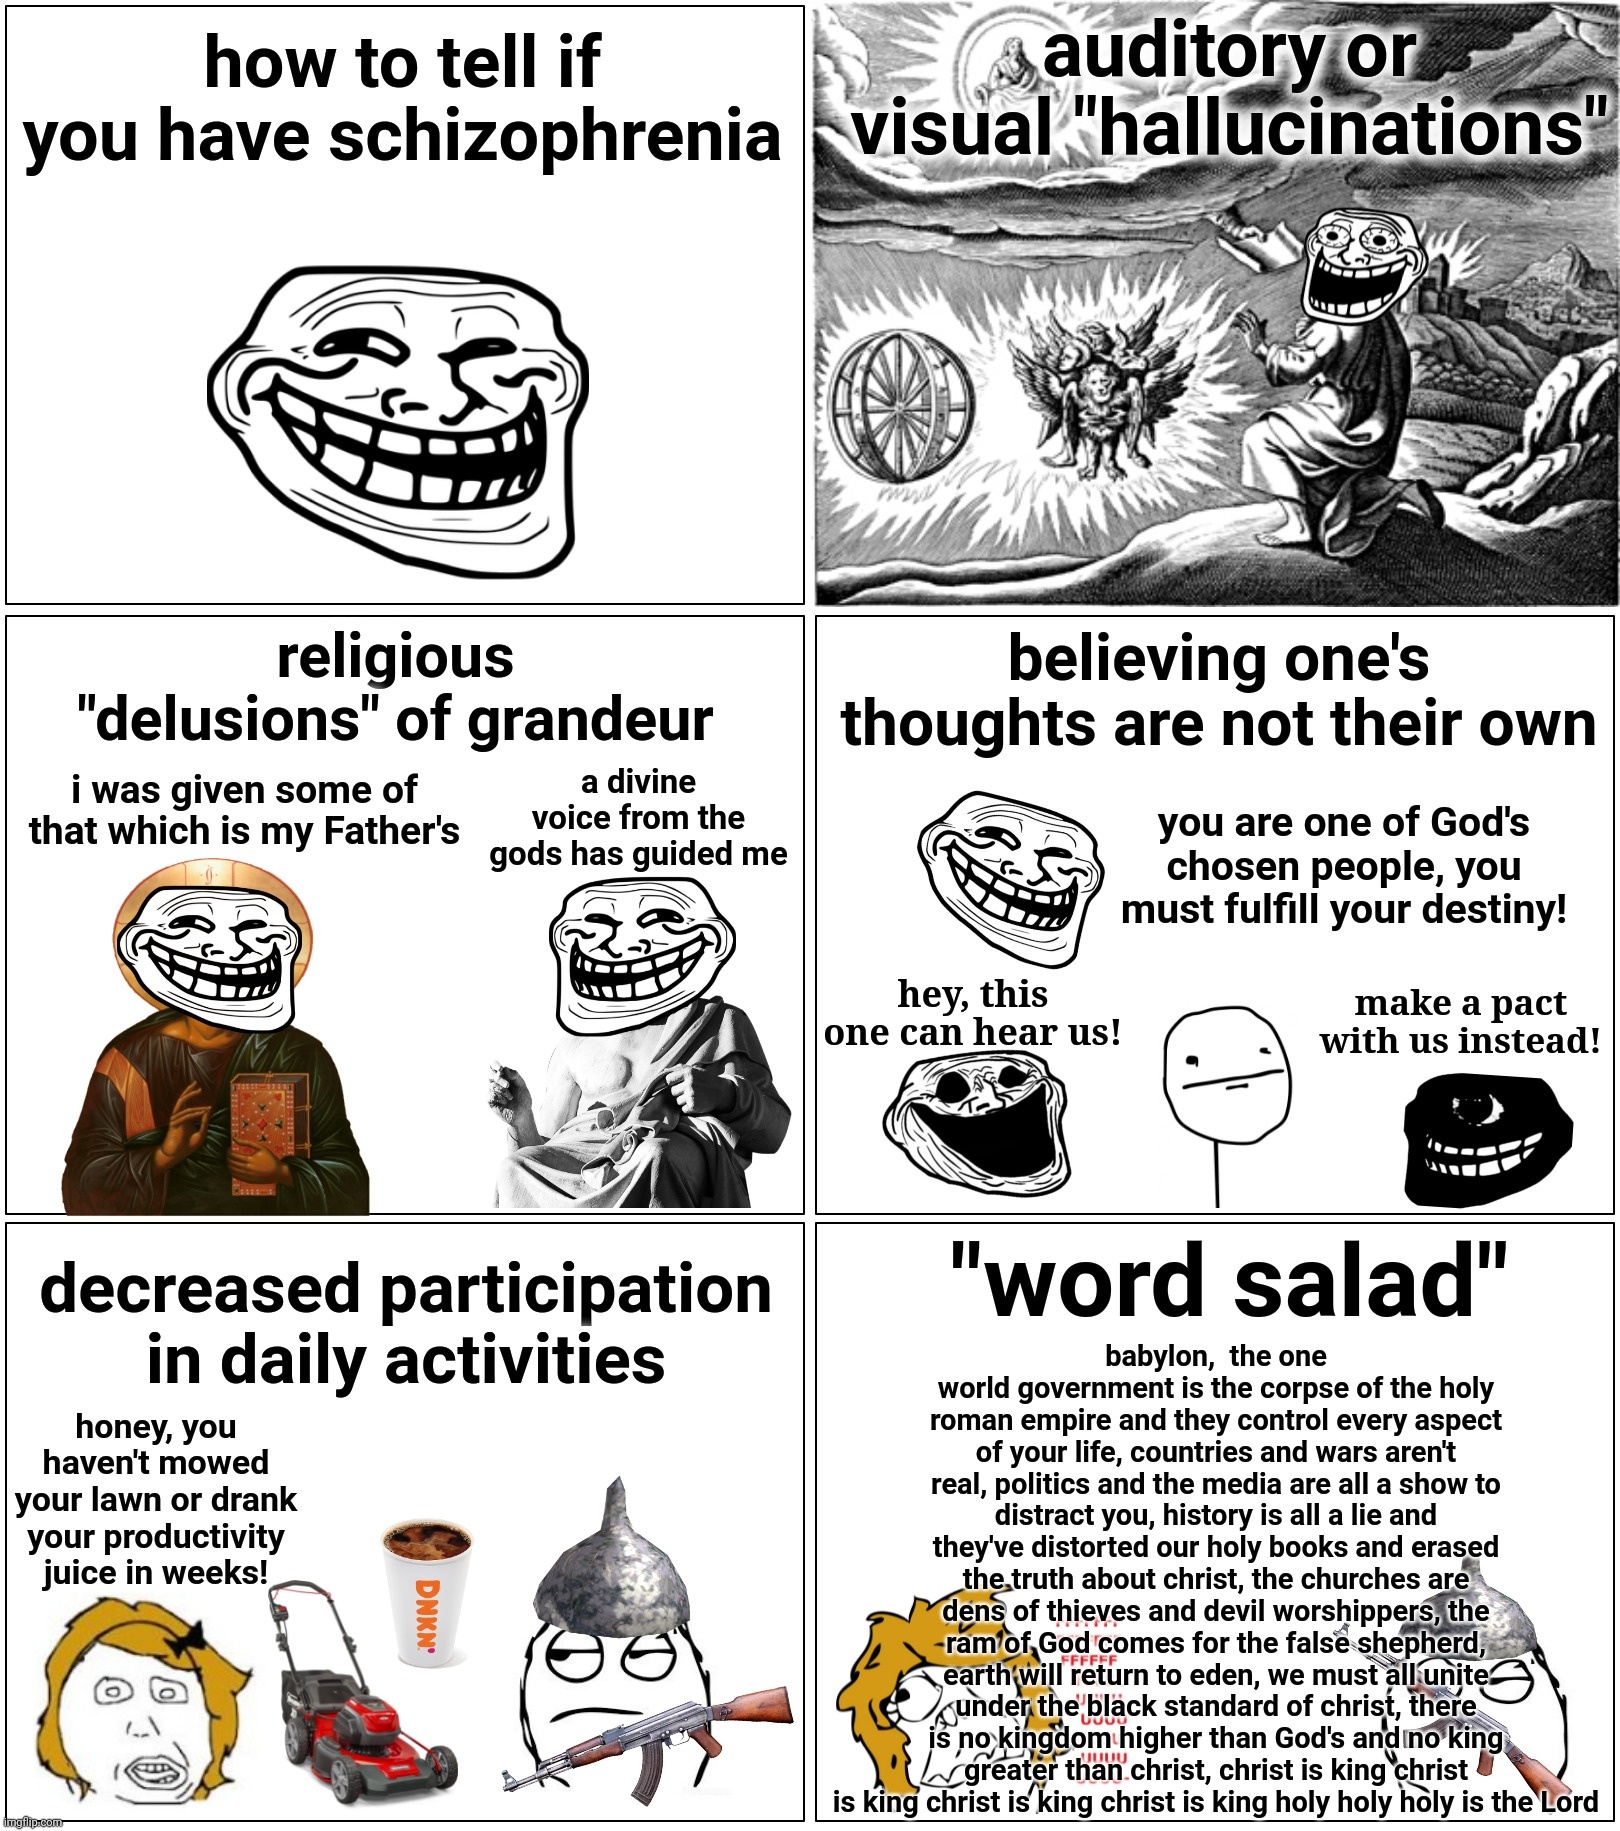 how to tell if
you have schizophrenia
auditory or
visual "hallucinations"
religious
"delusions" of grandeur
i was given some of
that which is my Father's
a divine
voice from the
gods has guided me
believing one's
thoughts are not their own
you are one of God's
chosen people, you
must fulfill your destiny!
hey, this
one can hear us!
make a pact
with us instead!
decreased participation
in daily activities
honey, you
haven't mowed
your lawn or drank
your productivity
juice in weeks!
DNKN'
"word salad"
babylon, the one
world government is the corpse of the holy
roman empire and they control every aspect
of your life, countries and wars aren't
real, politics and the media are all a show to
distract you, history is all a lie and
they've distorted our holy books and erased
the truth about christ, the churches are
dens of thieves and devil worshippers, the
ram of God comes for the false shepherd,
earth will return to eden, we must all unite
under the black standard of christ, there
is no kingdom higher than God's and no king
greater than christ, christ is king christ
is king christ is king christ is king holy holy holy is the Lord
FFFFFF
imgflip.com